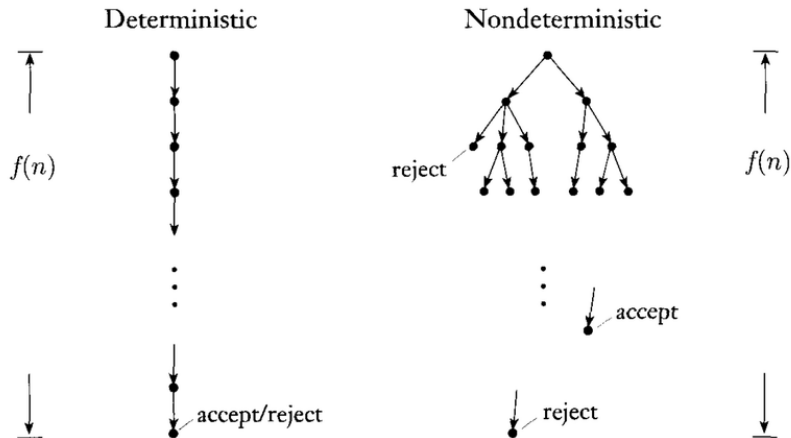 Deterministic
Nondeterministic
f(n)
reject
f(n)
accept
accept/reject
reject